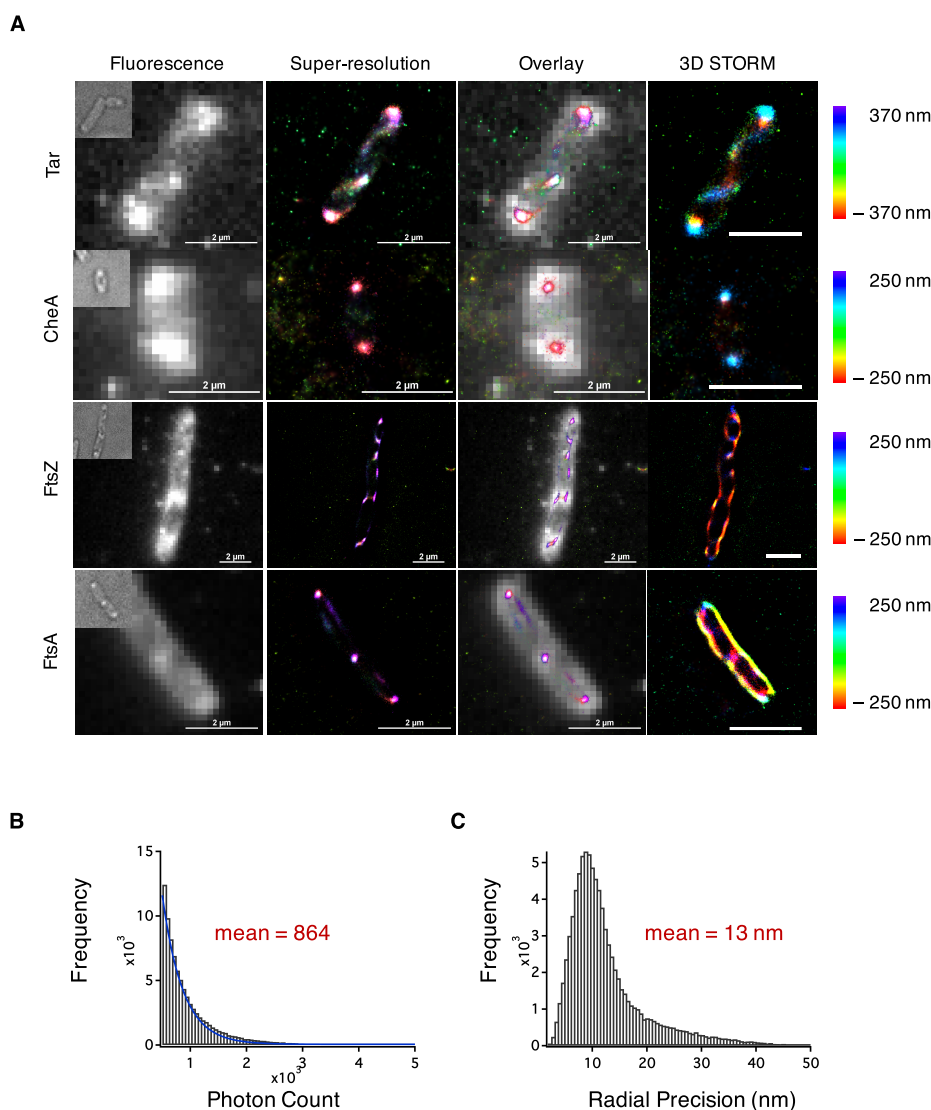 A
Fluorescence Super-resolution Overlay 3D STORM
Tar
2 µm 2 µm 2 µm
370 nm
– 370 nm
CheA
2 µm 2 µm 2 µm
250 nm
– 250 nm
FtsZ
2 µm 2 µm 2 µm
250 nm
– 250 nm
FtsA
2 µm 2 µm 2 µm
250 nm
– 250 nm
B
Frequency
x10³
15
10
5
0
mean = 864
1 2 3 4 5
x10³
Photon Count
C
Frequency
x10³
5
4
3
2
1
0
mean = 13 nm
10 20 30 40 50
Radial Precision (nm)